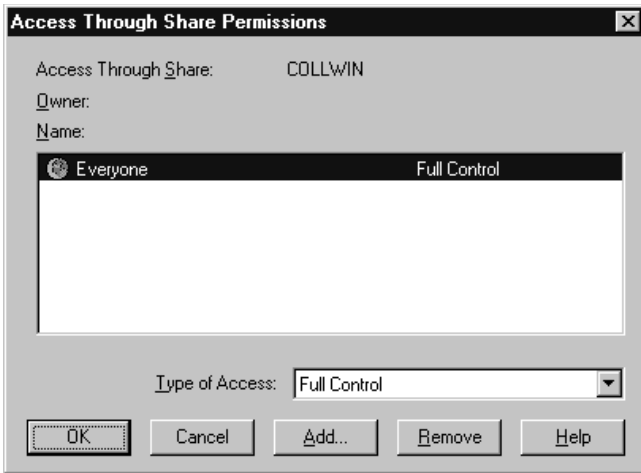 Access Through Share Permissions
Access Through Share: COLLWIN
Owner:
Name:
Everyone Full Control
Type of Access: Full Control
OK Cancel Add... Remove Help